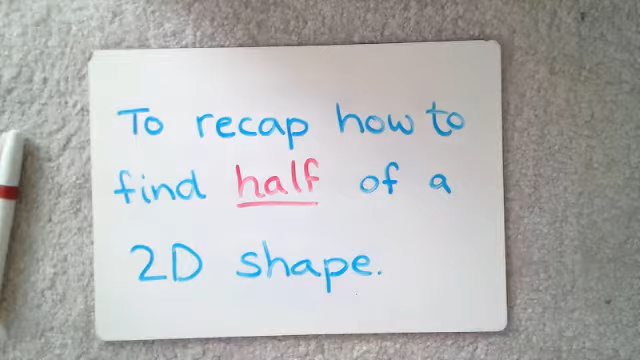 To recap how to
find half of a
2D shape.